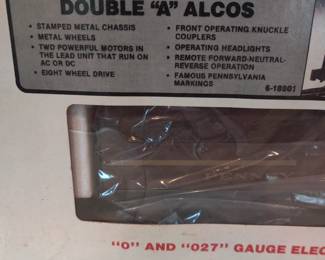 DOUBLE "A" ALCOS
• STAMPED METAL CHASSIS
• METAL WHEELS
• TWO POWERFUL MOTORS IN
THE LEAD UNIT THAT RUN ON
AC OR DC
• EIGHT WHEEL DRIVE
• FRONT OPERATING KNUCKLE
COUPLERS
• OPERATING HEADLIGHTS
• REMOTE FORWARD-NEUTRAL-
REVERSE OPERATION
• FAMOUS PENNSYLVANIA
MARKINGS
6-18901
"O" AND "027" GAUGE ELEC